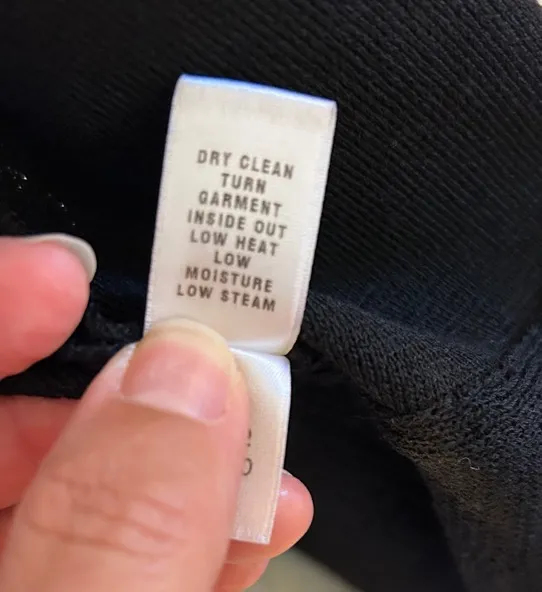 DRY CLEAN
TURN
GARMENT
INSIDE OUT
LOW HEAT
LOW
MOISTURE
LOW STEAM